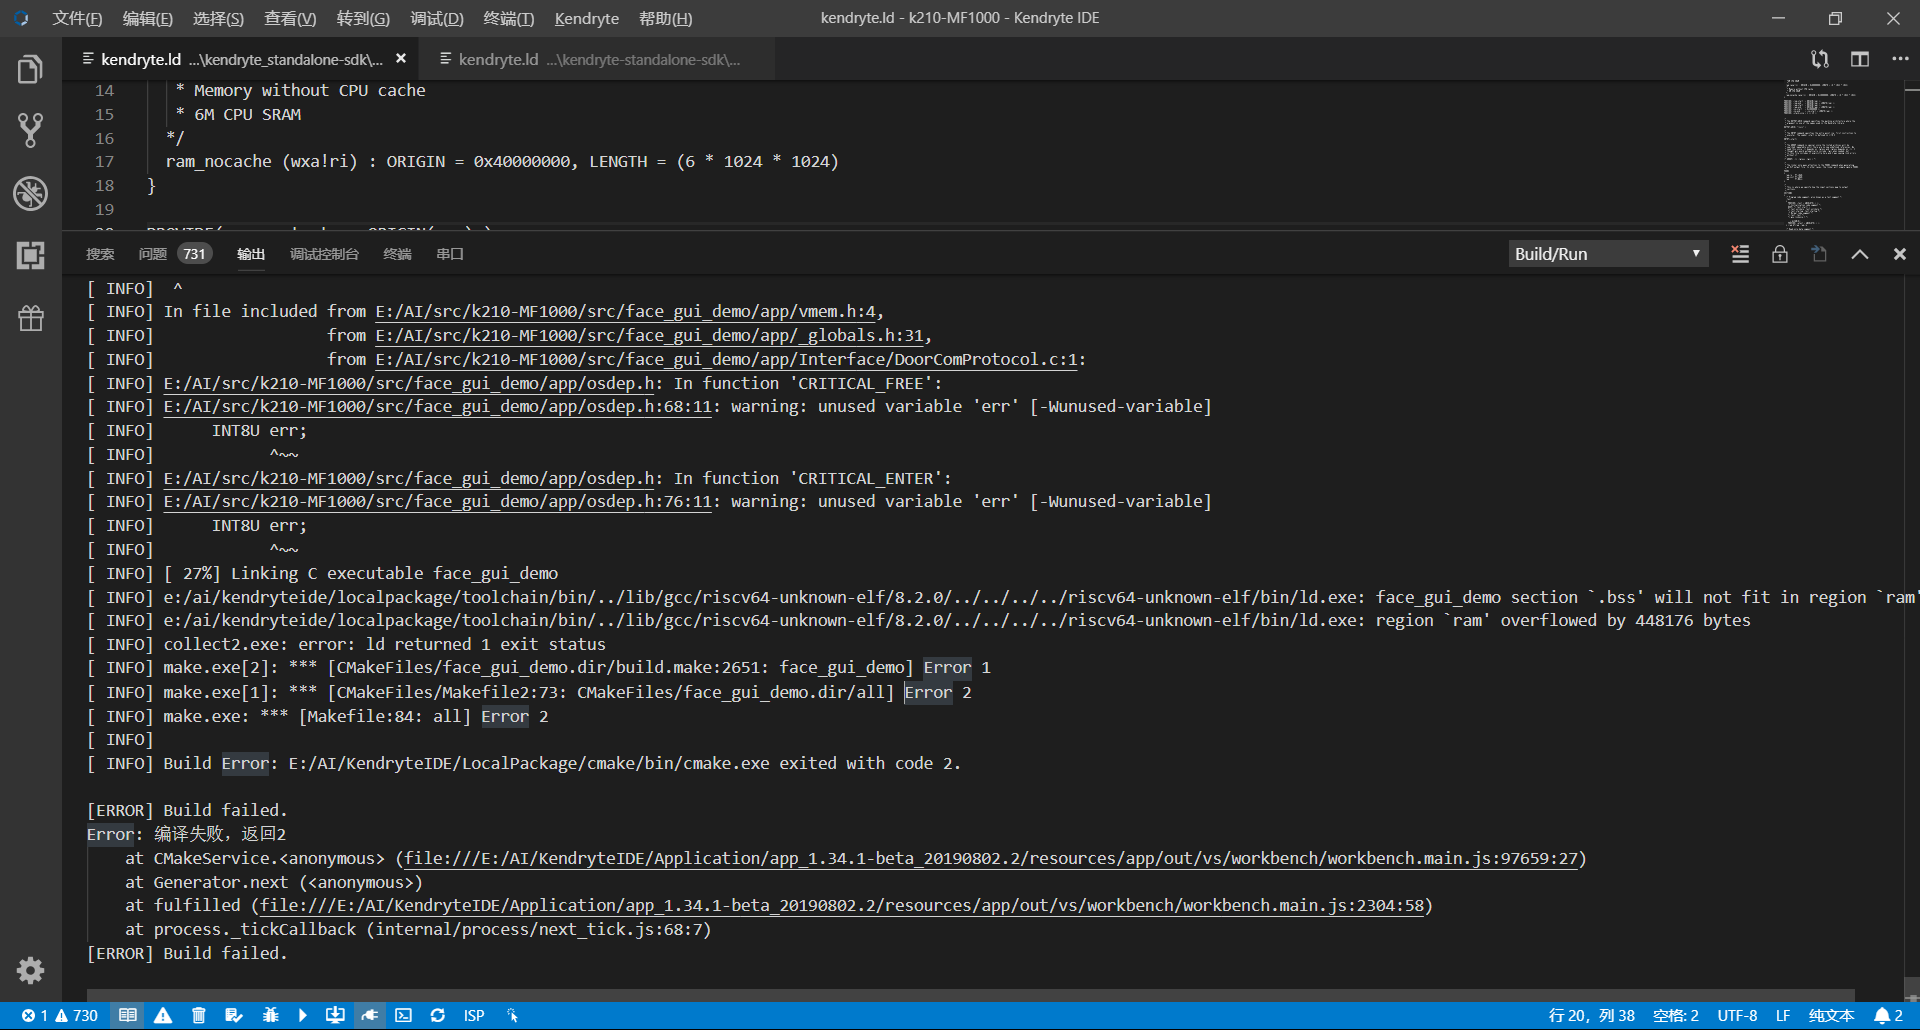 文件(F) 编辑(E) 选择(S) 查看(V) 转到(G) 调试(D) 终端(T) Kendryte 帮助(H) kendryte.ld - k210-MF1000 - Kendryte IDE
kendryte.ld ...\kendryte_standalone-sdk\... kendryte.ld ...\kendryte-standalone-sdk\...
14 * Memory without CPU cache
15 * 6M CPU SRAM
16 */
17 ram_nocache (wxa!ri) : ORIGIN = 0x40000000, LENGTH = (6 * 1024 * 1024)
18 }
19
搜索 问题 731 输出 调试控制台 终端 串口 Build/Run
[ INFO] ^
[ INFO] In file included from E:/AI/src/k210-MF1000/src/face_gui_demo/app/vmem.h:4,
[ INFO] from E:/AI/src/k210-MF1000/src/face_gui_demo/app/_globals.h:31,
[ INFO] from E:/AI/src/k210-MF1000/src/face_gui_demo/app/Interface/DoorComProtocol.c:1:
[ INFO] E:/AI/src/k210-MF1000/src/face_gui_demo/app/osdep.h: In function 'CRITICAL_FREE':
[ INFO] E:/AI/src/k210-MF1000/src/face_gui_demo/app/osdep.h:68:11: warning: unused variable 'err' [-Wunused-variable]
[ INFO] INT8U err;
[ INFO] ^~~
[ INFO] E:/AI/src/k210-MF1000/src/face_gui_demo/app/osdep.h: In function 'CRITICAL_ENTER':
[ INFO] E:/AI/src/k210-MF1000/src/face_gui_demo/app/osdep.h:76:11: warning: unused variable 'err' [-Wunused-variable]
[ INFO] INT8U err;
[ INFO] ^~~
[ INFO] [ 27%] Linking C executable face_gui_demo
[ INFO] e:/ai/kendryteide/localpackage/toolchain/bin/../lib/gcc/riscv64-unknown-elf/8.2.0/../../../../riscv64-unknown-elf/bin/ld.exe: face_gui_demo section `.bss' will not fit in region `ram'
[ INFO] e:/ai/kendryteide/localpackage/toolchain/bin/../lib/gcc/riscv64-unknown-elf/8.2.0/../../../../riscv64-unknown-elf/bin/ld.exe: region `ram' overflowed by 448176 bytes
[ INFO] collect2.exe: error: ld returned 1 exit status
[ INFO] make.exe[2]: *** [CMakeFiles/face_gui_demo.dir/build.make:2651: face_gui_demo] Error 1
[ INFO] make.exe[1]: *** [CMakeFiles/Makefile2:73: CMakeFiles/face_gui_demo.dir/all] Error 2
[ INFO] make.exe: *** [Makefile:84: all] Error 2
[ INFO]
[ INFO] Build Error: E:/AI/KendryteIDE/LocalPackage/cmake/bin/cmake.exe exited with code 2.
[ERROR] Build failed.
Error: 编译失败，返回2
at CMakeService.<anonymous> (file:///E:/AI/KendryteIDE/Application/app_1.34.1-beta_20190802.2/resources/app/out/vs/workbench/workbench.main.js:97659:27)
at Generator.next (<anonymous>)
at fulfilled (file:///E:/AI/KendryteIDE/Application/app_1.34.1-beta_20190802.2/resources/app/out/vs/workbench/workbench.main.js:2304:58)
at process._tickCallback (internal/process/next_tick.js:68:7)
[ERROR] Build failed.
1 730 ISP 行 20，列 38 空格: 2 UTF-8 LF 纯文本 2